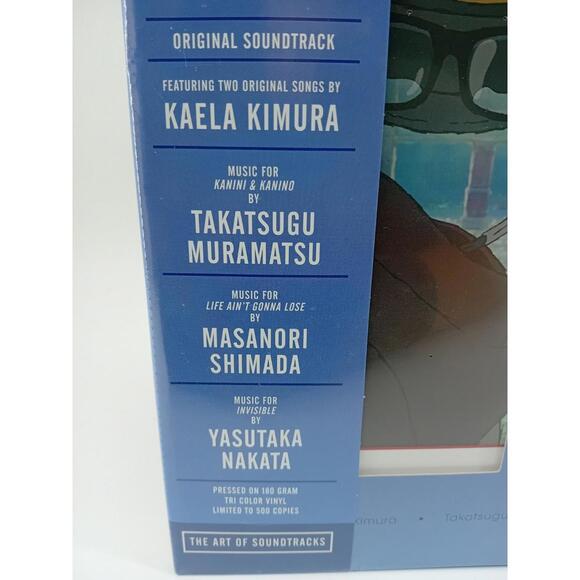 ORIGINAL SOUNDTRACK
FEATURING TWO ORIGINAL SONGS BY
KAELA KIMURA
MUSIC FOR
KANINI & KANINO
BY
TAKATSUGU
MURAMATSU
MUSIC FOR
LIFE AIN'T GONNA LOSE
BY
MASANORI
SHIMADA
MUSIC FOR
INVISIBLE
BY
YASUTAKA
NAKATA
PRESSED ON 180 GRAM
TRI COLOR VINYL
LIMITED TO 500 COPIES
THE ART OF SOUNDTRACKS
kimura • Takatsugu